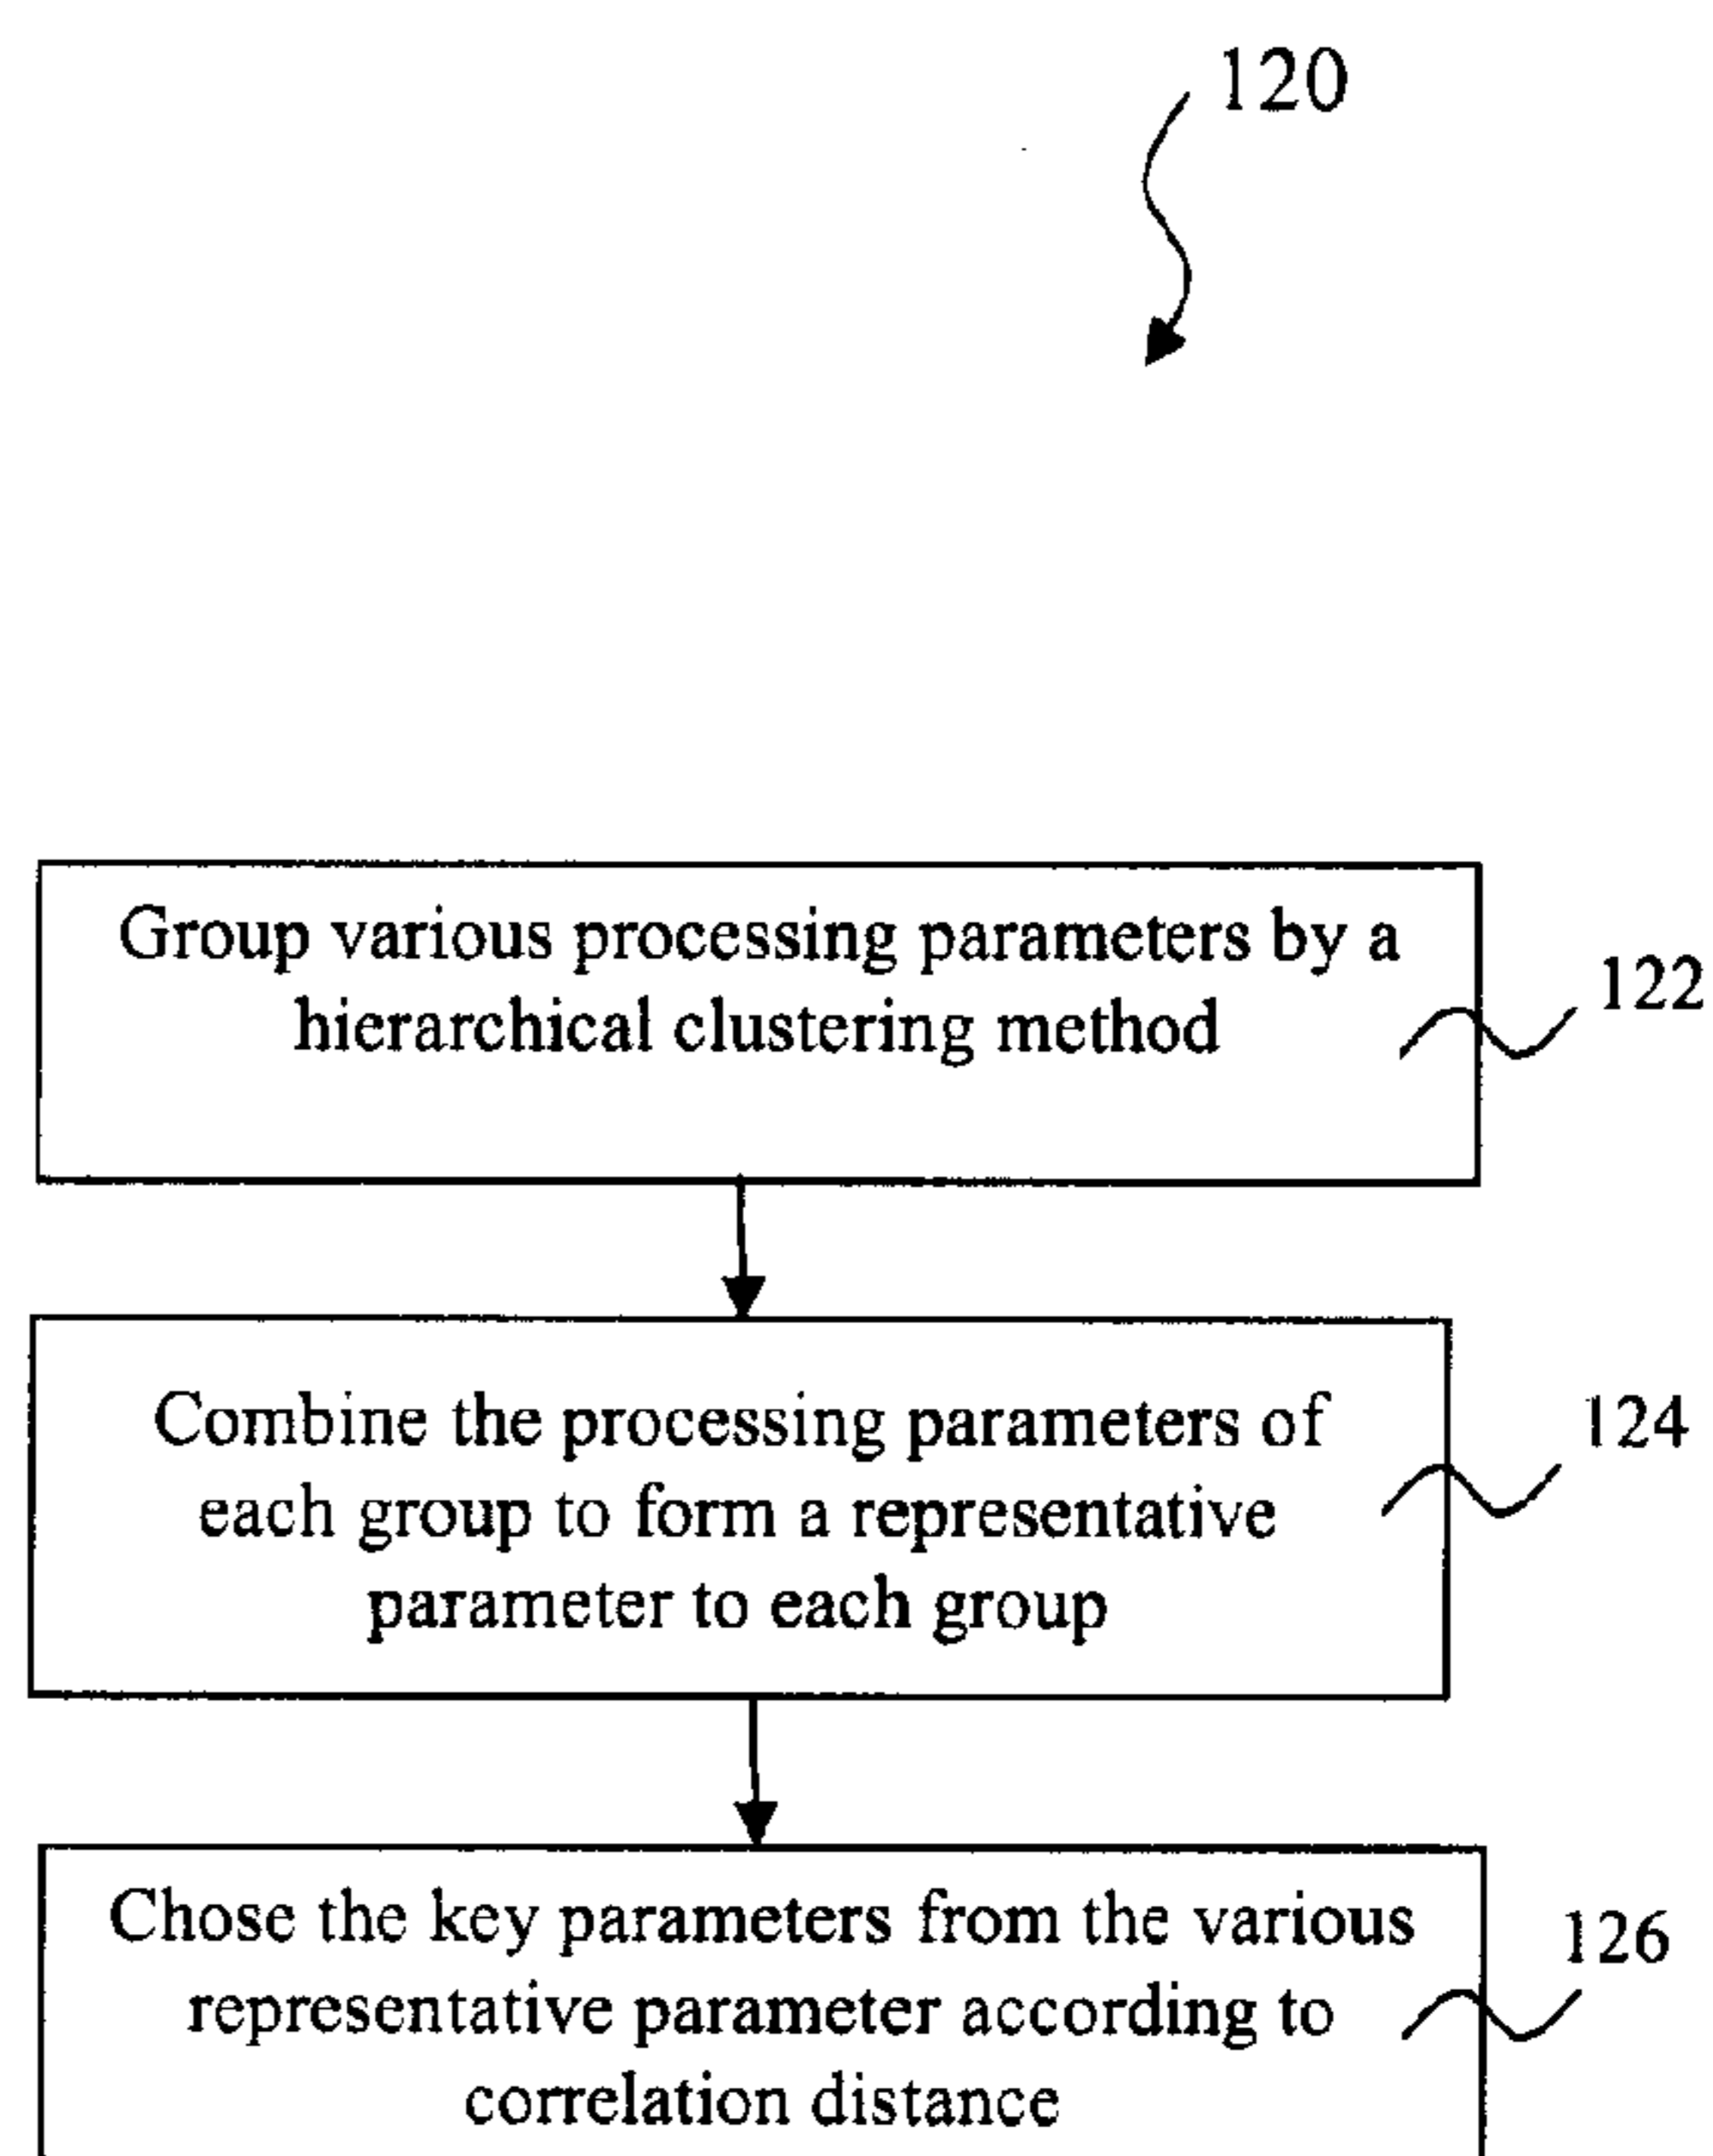 120
Group various processing parameters by a
hierarchical clustering method
122
Combine the processing parameters of
each group to form a representative
parameter to each group
124
Chose the key parameters from the various
representative parameter according to
correlation distance
126